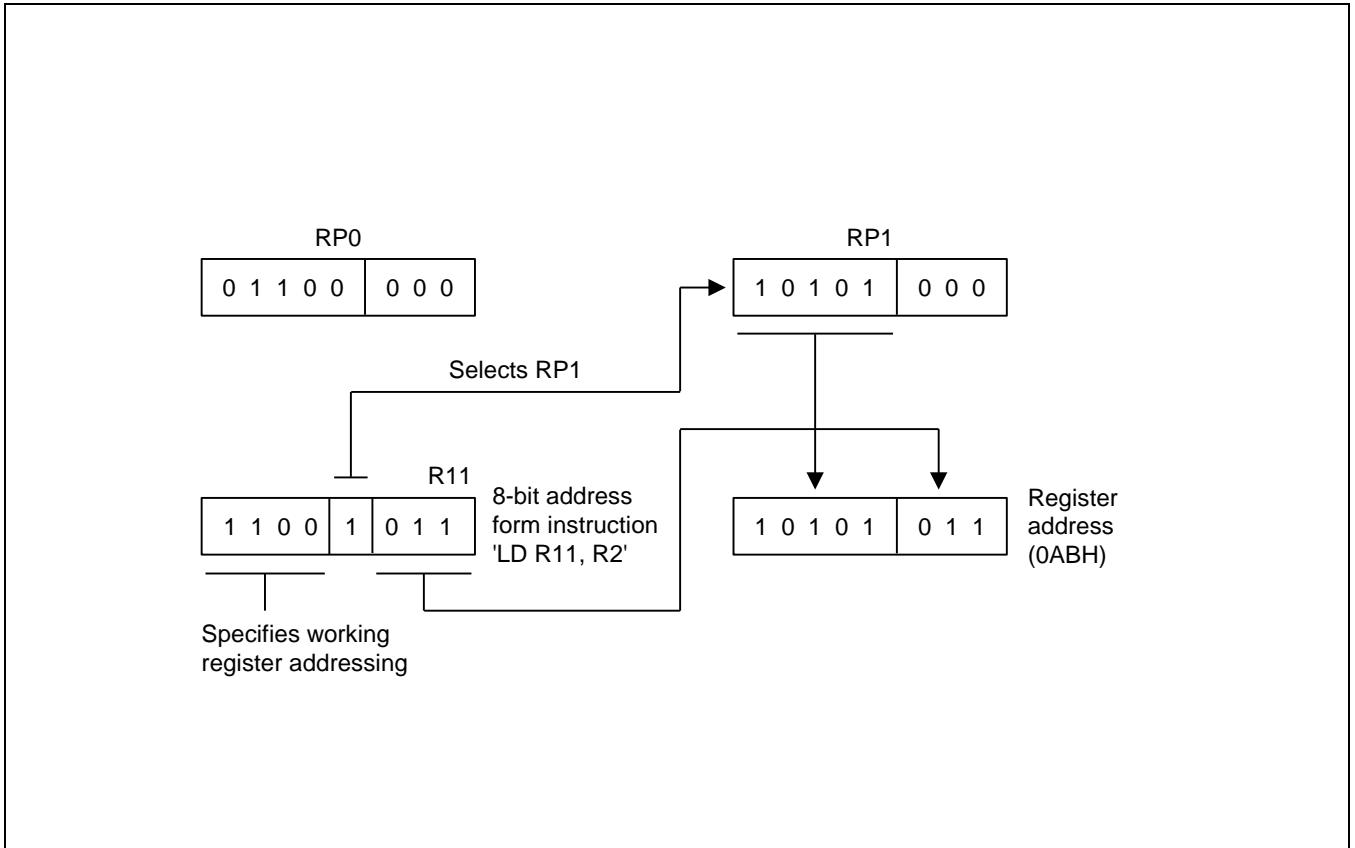 RP0
RP1
0 1 1 0 0 0 0 0
1 0 1 0 1 0 0 0
Selects RP1
R11
1 1 0 0 1 0 1 1
8-bit address
form instruction
'LD R11, R2'
1 0 1 0 1 0 1 1
Register
address
(0ABH)
Specifies working
register addressing